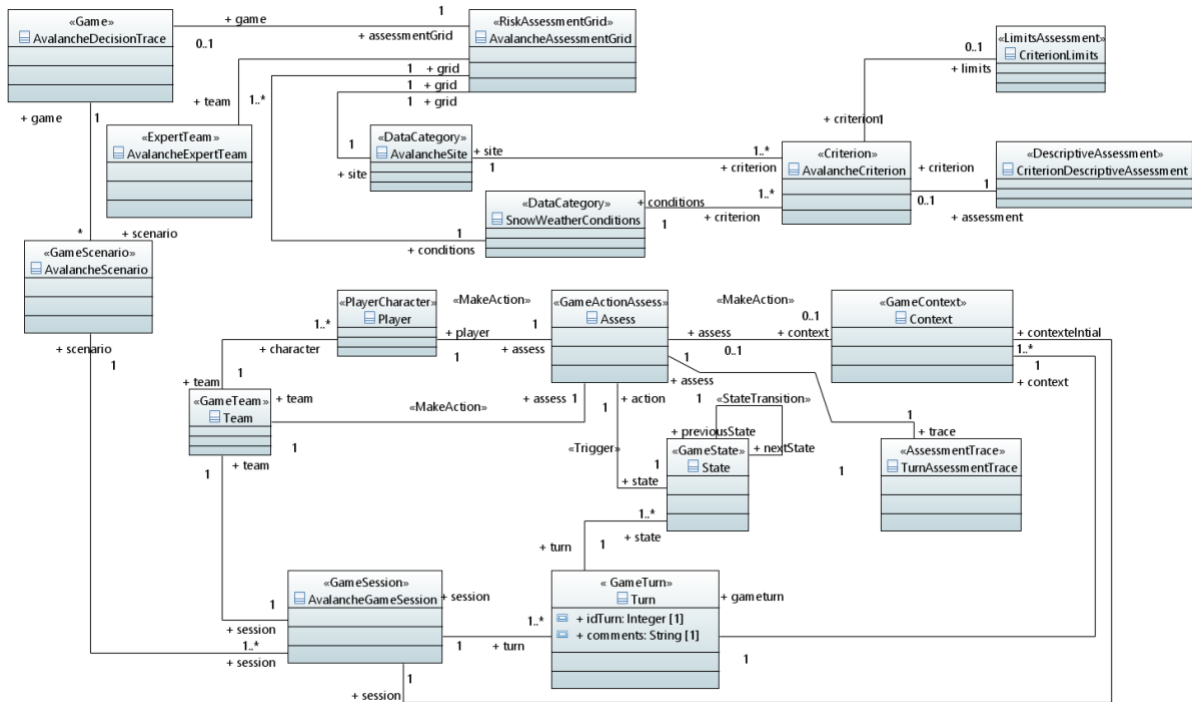 «Game»
AvalancheDecisionTrace
+ game
0..1
1
+ assessmentGrid
«RiskAssessmentGrid»
AvalancheAssessmentGrid
«LimitsAssessment»
CriterionLimits
0..1
+ limits
1 + grid
1 + grid
1 + grid
+ team
1..*
+ game
1
«ExpertTeam»
AvalancheExpertTeam
1
+ site
«DataCategory»
AvalancheSite
+ site
1
1..*
+ criterion
+ criterion1
«Criterion»
AvalancheCriterion
+ criterion
0..1
1
+ assessment
«DescriptiveAssessment»
CriterionDescriptiveAssessment
«DataCategory»
SnowWeatherConditions
+ conditions
1
1..*
+ criterion
1
+ conditions
*
+ scenario
«GameScenario»
AvalancheScenario
+ scenario
1
«PlayerCharacter»
Player
1..*
+ character
«MakeAction»
+ player
1
1
+ assess
«GameActionAssess»
Assess
«MakeAction»
0..1
+ assess
+ context
0..1
«GameContext»
Context
+ contexteIntial
1..*
1
+ context
1
+ team
«GameTeam»
Team
+ team
1
«MakeAction»
+ assess 1
+ action
1
1
+ assess
1
«StateTransition»
+ previousState
+ nextState
«Trigger»
1
+ state
«GameState»
State
1
+ trace
1
«AssessmentTrace»
TurnAssessmentTrace
+ team
1
1..*
+ state
+ turn
1
«GameSession»
AvalancheGameSession
+ session
1
1
+ session
1..*
+ session
1..*
+ turn
« GameTurn»
Turn
+ idTurn: Integer [1]
+ comments: String [1]
+ gameturn
1
1
+ session